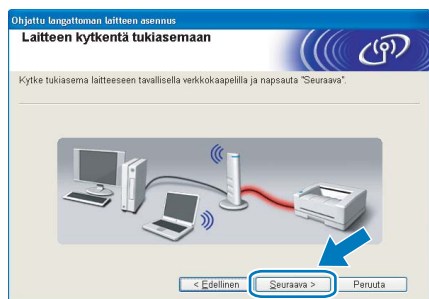 Ohjattu langattoman laitteen asennus
Laitteen kytkentä tukiasemaan
Kytke tukiasema laitteeseen tavallisella verkkokaapelilla ja napsauta "Seuraava".
< Edellinen
Seuraava >
Peruuta